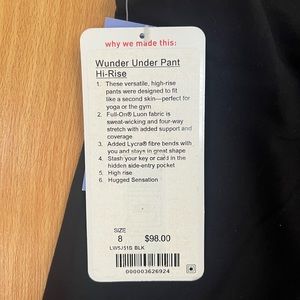 why we made this:
Wunder Under Pant
Hi-Rise
1. These versatile, high-rise
pants were designed to fit
like a second skin—perfect for
yoga or the gym
2. Full-On® Luon fabric is
sweat-wicking and four-way
stretch with added support and
coverage
3. Added Lycra® fibre bends with
you and stays in great shape
4. Stash your key or card in the
hidden side-entry pocket
5. High rise
6. Hugged Sensation
SIZE
8 $98.00
LW5J51S BLK
000003626924